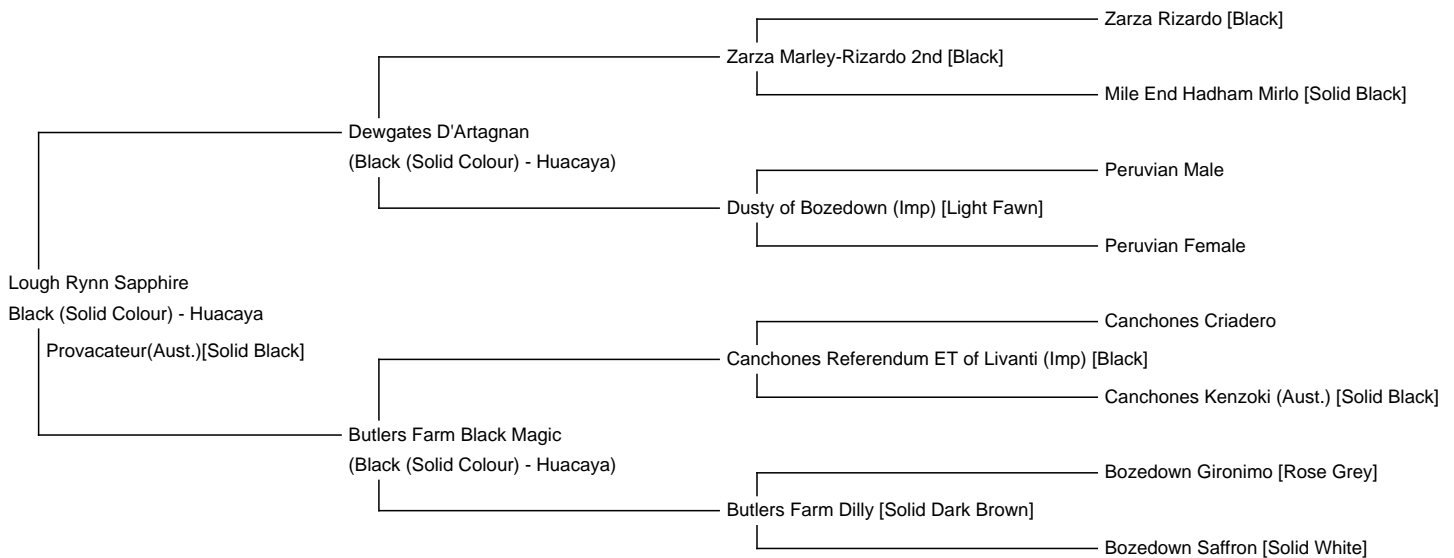 Zarza Rizardo [Black]
Zarza Marley-Rizardo 2nd [Black]
Mile End Hadham Mirlo [Solid Black]
Dewgates D'Artagnan
(Black (Solid Colour) - Huacaya)
Peruvian Male
Dusty of Bozedown (Imp) [Light Fawn]
Peruvian Female
Lough Rynn Sapphire
Black (Solid Colour) - Huacaya
Provacateur(Aust.)[Solid Black]
Canchones Criadero
Canchones Referendum ET of Livanti (Imp) [Black]
Canchones Kenzoki (Aust.) [Solid Black]
Butlers Farm Black Magic
(Black (Solid Colour) - Huacaya)
Bozedown Gironimo [Rose Grey]
Butlers Farm Dilly [Solid Dark Brown]
Bozedown Saffron [Solid White]